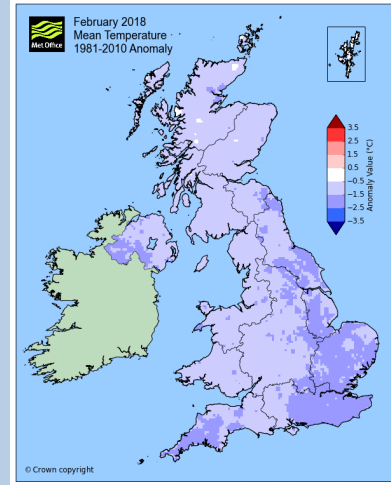 Met Office
February 2018
Mean Temperature
1981-2010 Anomaly
3.5
2.5
1.5
0.5
−0.5
−1.5
−2.5
−3.5
Anomaly Value (°C)
© Crown copyright